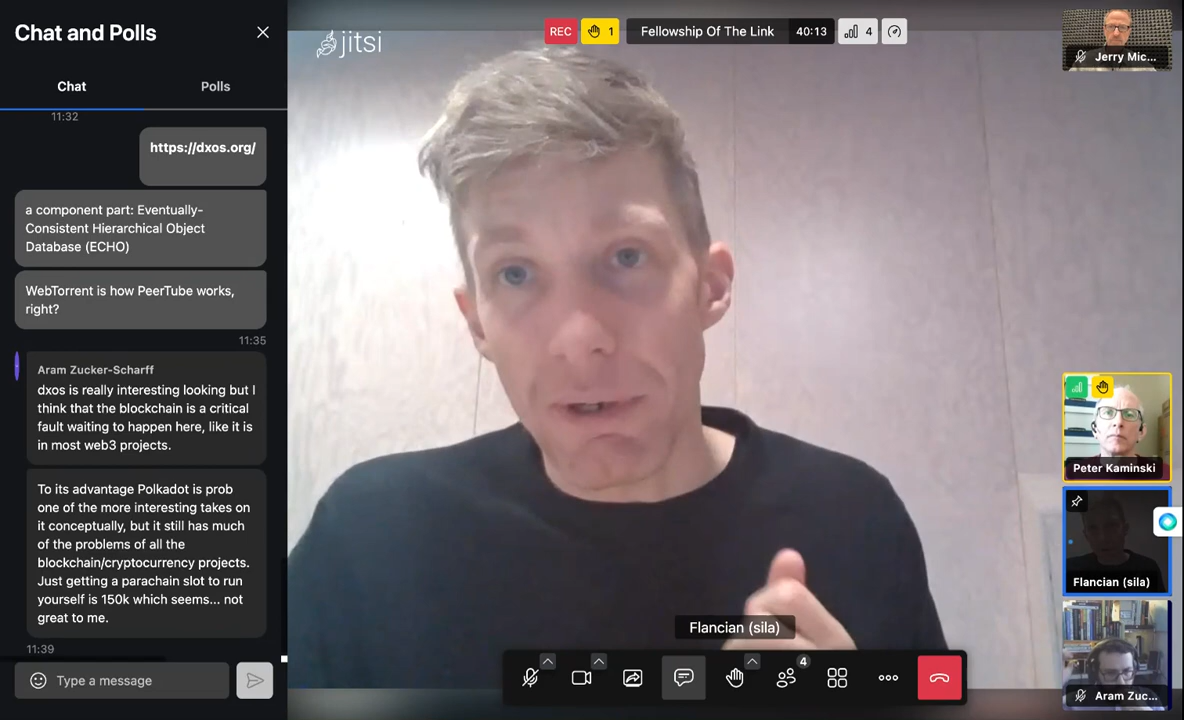 Chat and Polls
Chat
Polls
11:32
https://dxos.org/
a component part: Eventually-
Consistent Hierarchical Object
Database (ECHO)
WebTorrent is how PeerTube works,
right?
11:35
Aram Zucker-Scharff
dxos is really interesting looking but I
think that the blockchain is a critical
fault waiting to happen here, like it is
in most web3 projects.
To its advantage Polkadot is prob
one of the more interesting takes on
it conceptually, but it still has much
of the problems of all the
blockchain/cryptocurrency projects.
Just getting a parachain slot to run
yourself is 150k which seems... not
great to me.
11:39
Type a message
jitsi
REC
1
Fellowship Of The Link
40:13
4
Jerry Mic...
Peter Kaminski
Flancian (sila)
Aram Zuc...
Flancian (sila)
4